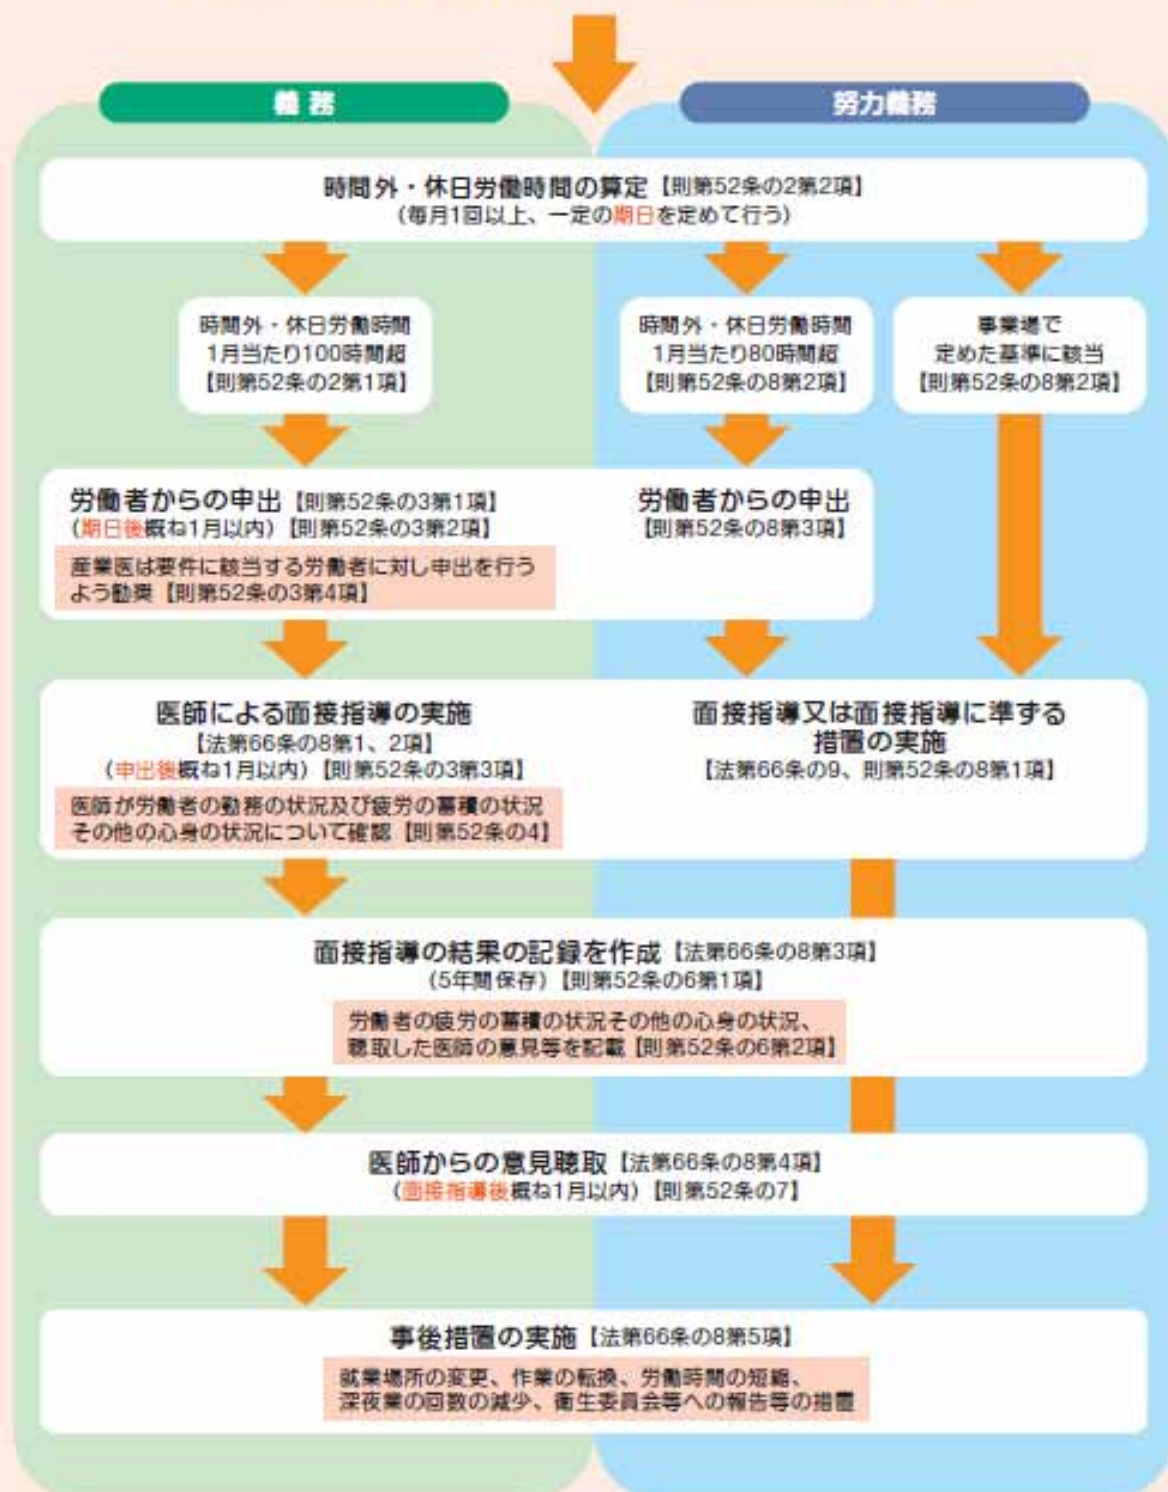 義務
努力義務
時間外・休日労働時間の算定【則第52条の2第2項】
(毎月1回以上、一定の期日を定めて行う)
時間外・休日労働時間
1月当たり100時間超
【則第52条の2第1項】
時間外・休日労働時間
1月当たり80時間超
【則第52条の8第2項】
事業場で
定めた基準に該当
【則第52条の8第2項】
労働者からの申出【則第52条の3第1項】
(期日後概ね1月以内)【則第52条の3第2項】
産業医は要件に該当する労働者に対し申出を行う
よう勧奨【則第52条の3第4項】
労働者からの申出
【則第52条の8第3項】
医師による面接指導の実施
【法第66条の8第1、2項】
(申出後概ね1月以内)【則第52条の3第3項】
医師が労働者の勤務の状況及び疲労の蓄積の状況
その他の心身の状況について確認【則第52条の4】
面接指導又は面接指導に準ずる
措置の実施
【法第66条の9、則第52条の8第1項】
面接指導の結果の記録を作成【法第66条の8第3項】
(5年間保存)【則第52条の6第1項】
労働者の疲労の蓄積の状況その他の心身の状況、
聴取した医師の意見等を記載【則第52条の6第2項】
医師からの意見聴取【法第66条の8第4項】
(面接指導後概ね1月以内)【則第52条の7】
事後措置の実施【法第66条の8第5項】
就業場所の変更、作業の転換、労働時間の短縮、
深夜業の回数の減少、衛生委員会等への報告等の措置